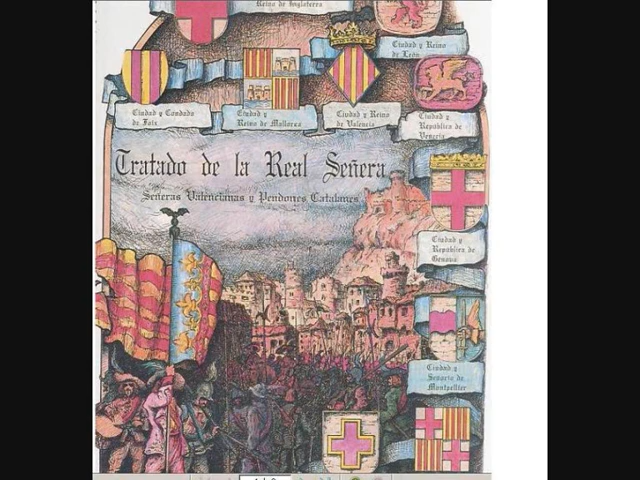 Reino de Inglaterra
Ciudad y Reino
de León
Ciudad y Condado
de Foix
Ciudad y
Reino de Mallorca
Ciudad y Reino
de Valencia
Ciudad y
República de
Venecia
Tratado de la Real Señera
Señeras Valencianas y Pendones Catalanes
Ciudad y
República de
Genova
Ciudad y
Señorío de
Montpellier